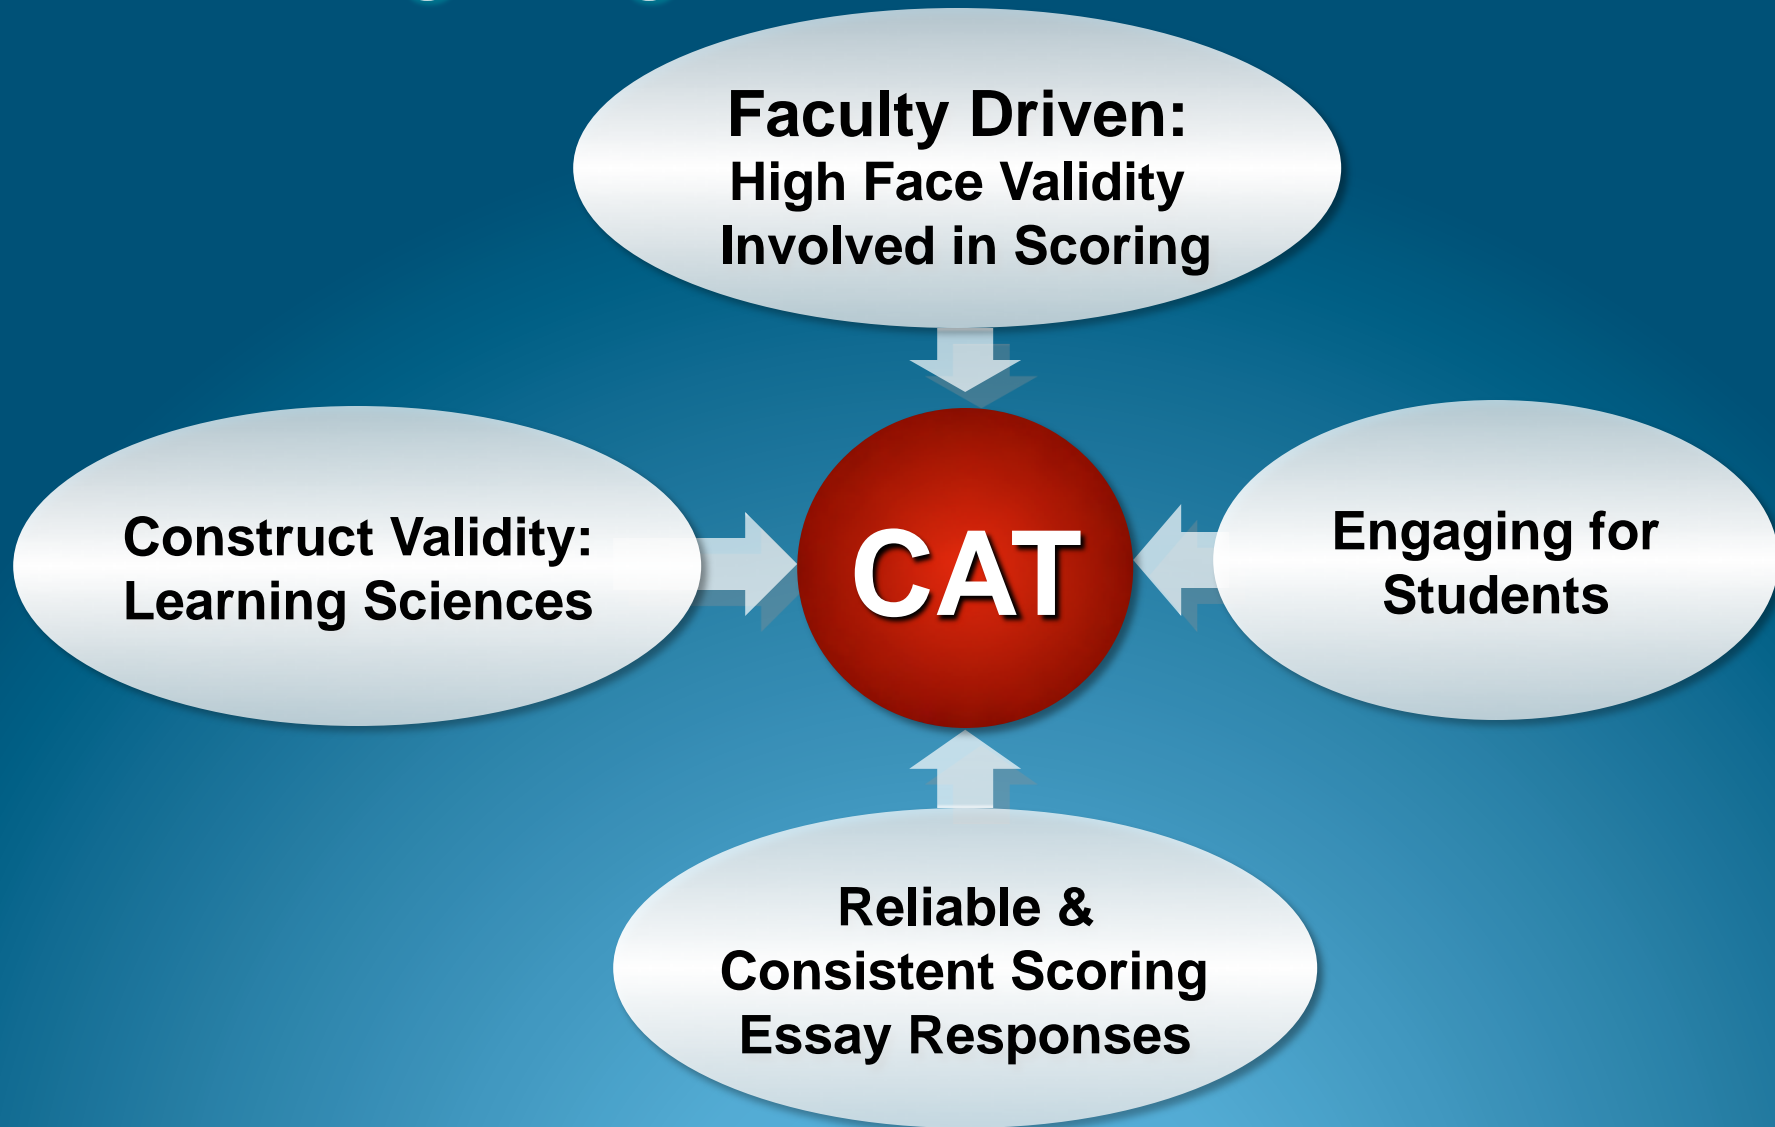 Faculty Driven:
High Face Validity
Involved in Scoring
Construct Validity:
Learning Sciences
CAT
Engaging for
Students
Reliable &
Consistent Scoring
Essay Responses